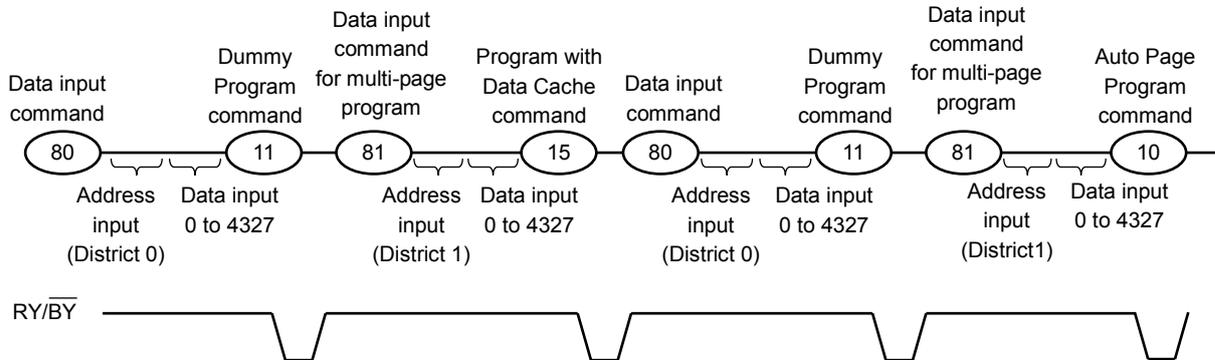 Data input
command
Dummy
Program
command
Data input
command
for multi-page
program
Program with
Data Cache
command
Data input
command
Dummy
Program
command
Data input
command
for multi-page
program
Auto Page
Program
command
80
11
81
15
80
11
81
10
Address
input
(District 0)
Data input
0 to 4327
Address
input
(District 1)
Data input
0 to 4327
Address
input
(District 0)
Data input
0 to 4327
Address
input
(District1)
Data input
0 to 4327
RY/B̅Y̅